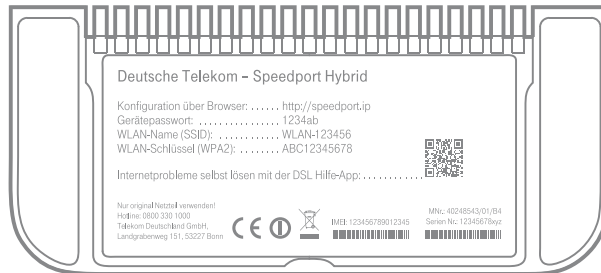 Deutsche Telekom – Speedport Hybrid
Konfiguration über Browser: . . . . . . http://speedport.ip
Gerätepasswort: . . . . . . . . . . . . . . . . 1234ab
WLAN-Name (SSID): . . . . . . . . . . . . WLAN-123456
WLAN-Schlüssel (WPA2): . . . . . . . . ABC12345678
Internetprobleme selbst lösen mit der DSL Hilfe-App: . . . . . . . . . . . .
Nur original Netzteil verwenden!
Hotline: 0800 330 1000
Telekom Deutschland GmbH,
Landgrabenweg 151, 53227 Bonn
CE
IMEI: 123456789012345
MNr.: 40248543/01/B4
Serien Nr.: 12345678xyz